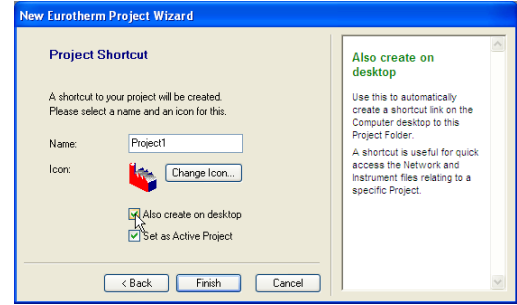 New Eurotherm Project Wizard
Project Shortcut
A shortcut to your project will be created.
Please select a name and an icon for this.
Name:
Project1
Icon:
Change Icon...
Also create on desktop
Set as Active Project
< Back
Finish
Cancel
Also create on
desktop
Use this to automatically
create a shortcut link on the
Computer desktop to this
Project Folder.
A shortcut is useful for quick
access the Network and
Instrument files relating to a
specific Project.